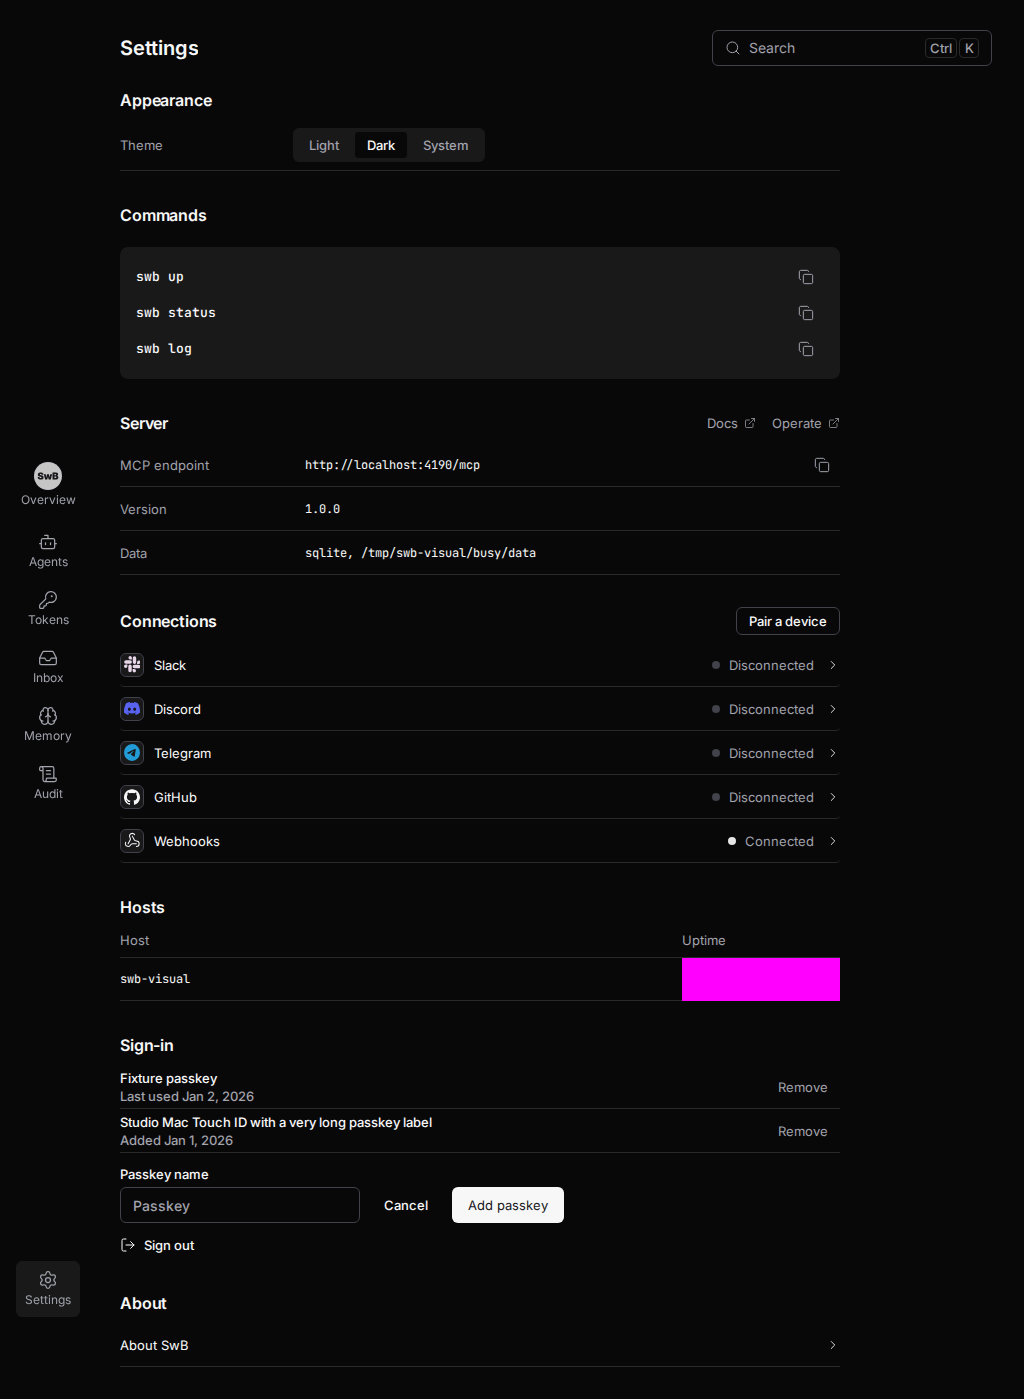 Settings
Search Ctrl K
Appearance
Theme Light Dark System
Commands
swb up
swb status
swb log
Server Docs Operate
MCP endpoint http://localhost:4190/mcp
Version 1.0.0
Data sqlite, /tmp/swb-visual/busy/data
Connections Pair a device
Slack Disconnected
Discord Disconnected
Telegram Disconnected
GitHub Disconnected
Webhooks Connected
Hosts
Host Uptime
swb-visual
Sign-in
Fixture passkey
Last used Jan 2, 2026
Remove
Studio Mac Touch ID with a very long passkey label
Added Jan 1, 2026
Remove
Passkey name
Passkey Cancel Add passkey
Sign out
About
About SwB
SwB
Overview
Agents
Tokens
Inbox
Memory
Audit
Settings